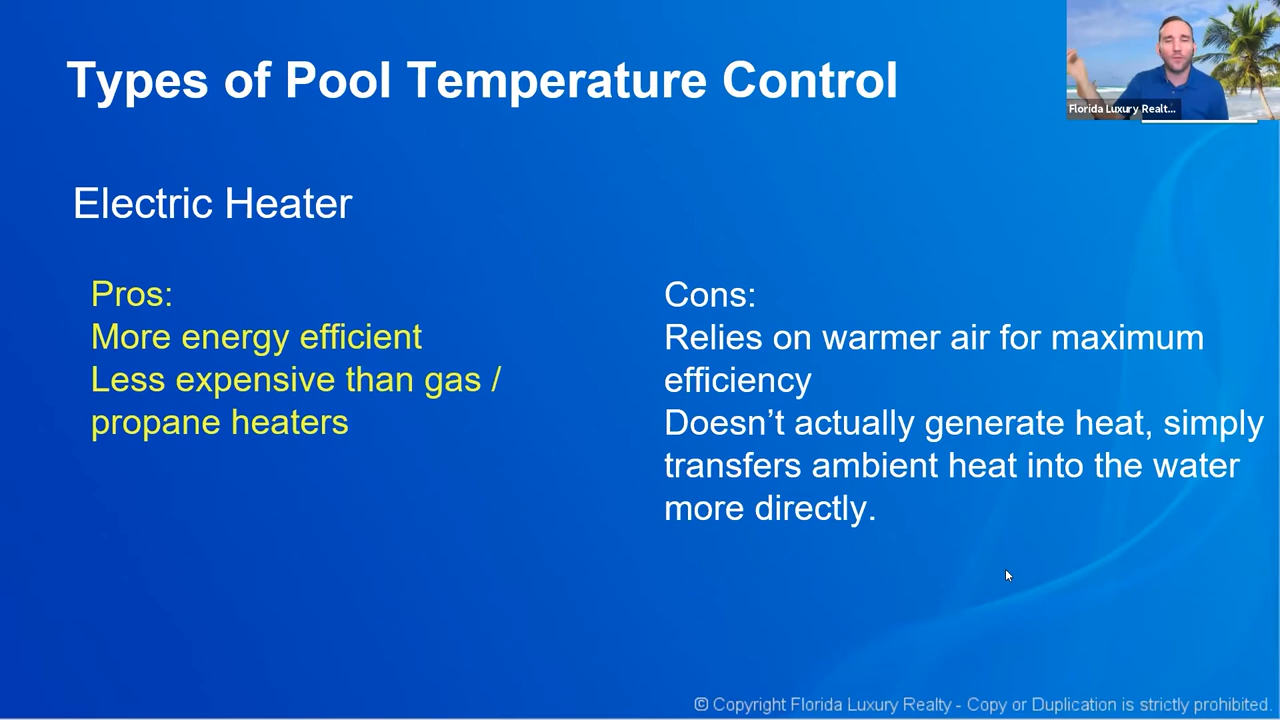 Types of Pool Temperature Control
Florida Luxury Realt...
Electric Heater
Pros:
More energy efficient
Less expensive than gas /
propane heaters
Cons:
Relies on warmer air for maximum
efficiency
Doesn’t actually generate heat, simply
transfers ambient heat into the water
more directly.
© Copyright Florida Luxury Realty - Copy or Duplication is strictly prohibited.